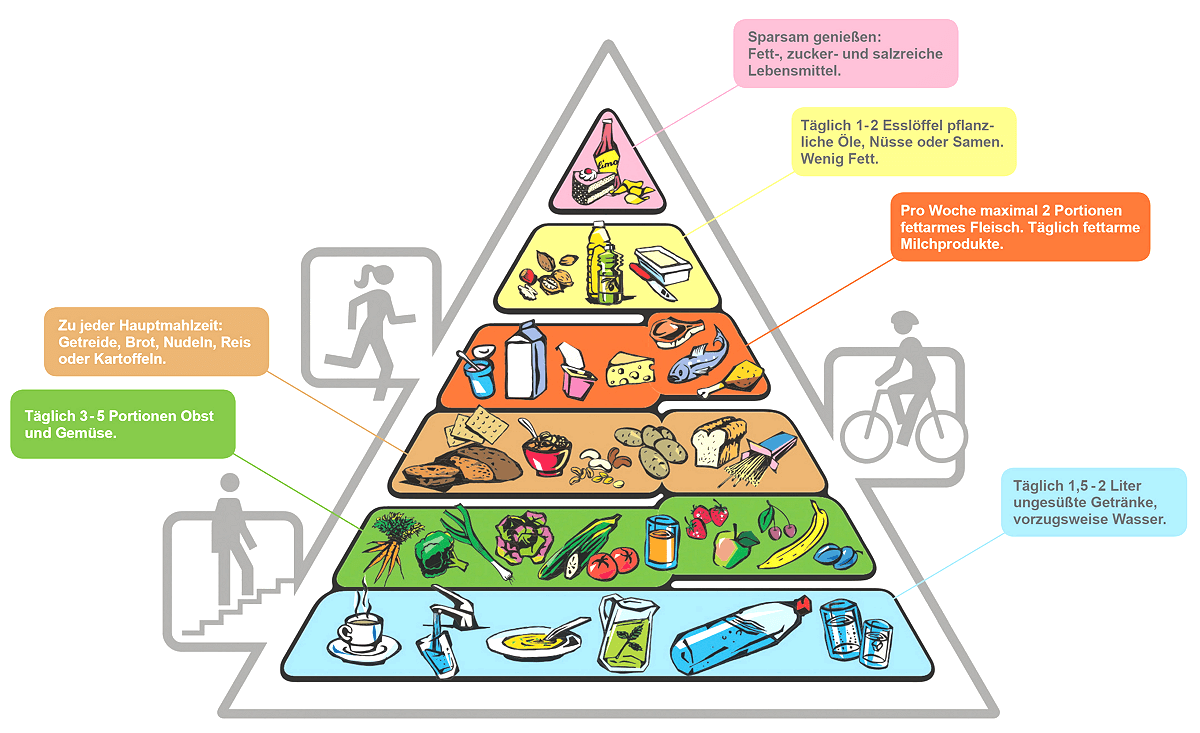 Sparsam genießen:
Fett-, zucker- und salzreiche
Lebensmittel.
Täglich 1-2 Esslöffel pflanz-
liche Öle, Nüsse oder Samen.
Wenig Fett.
Pro Woche maximal 2 Portionen
fettarmes Fleisch. Täglich fettarme
Milchprodukte.
Zu jeder Hauptmahlzeit:
Getreide, Brot, Nudeln, Reis
oder Kartoffeln.
Täglich 3-5 Portionen Obst
und Gemüse.
Täglich 1,5-2 Liter
ungesüßte Getränke,
vorzugsweise Wasser.
limo